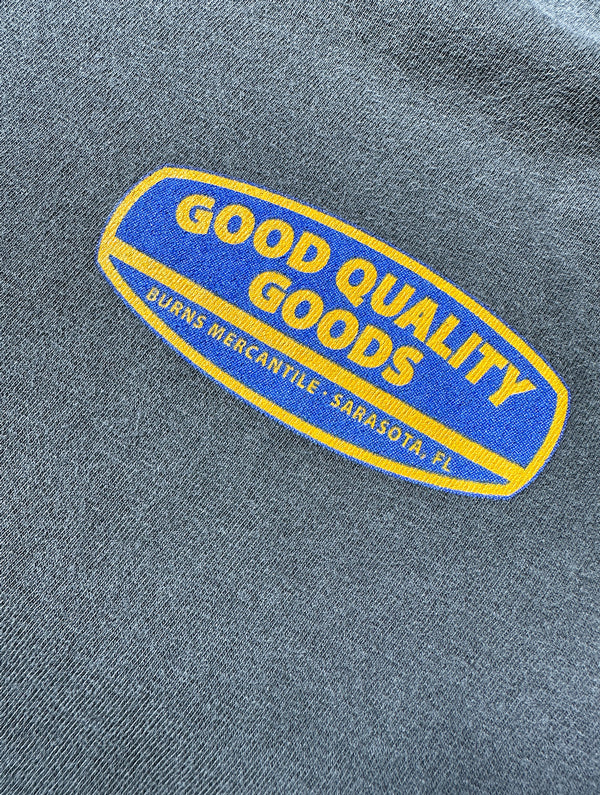 GOOD QUALITY
GOODS
BURNS MERCANTILE · SARASOTA, FL